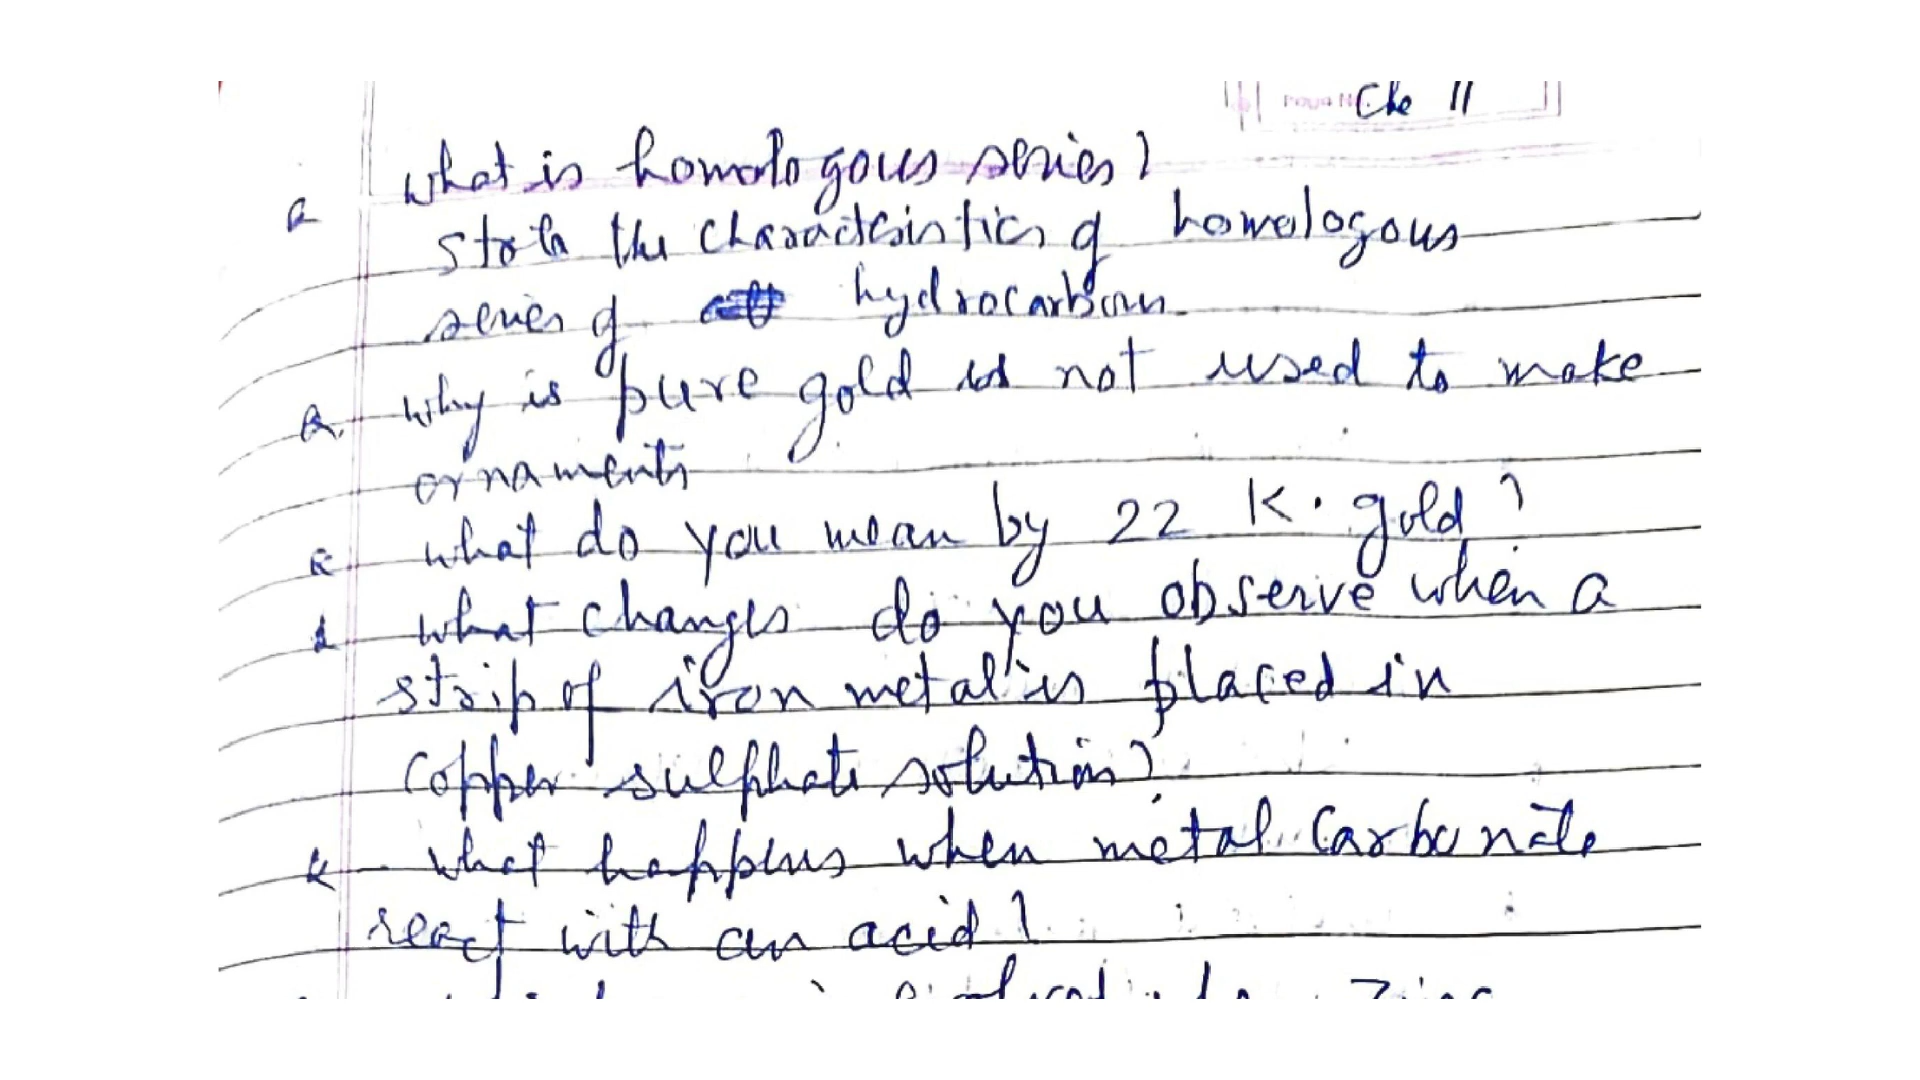 Che 11
Q What is homologous series?
State the characteristics of homologous
series of hydrocarbons.
Q. Why is pure gold is not used to make
ornaments
Q What do you mean by 22 K. gold?
Q What changes do you observe when a
strip of iron metal is placed in
copper sulphate solution?
Q What happens when metal carbonate
react with an acid?